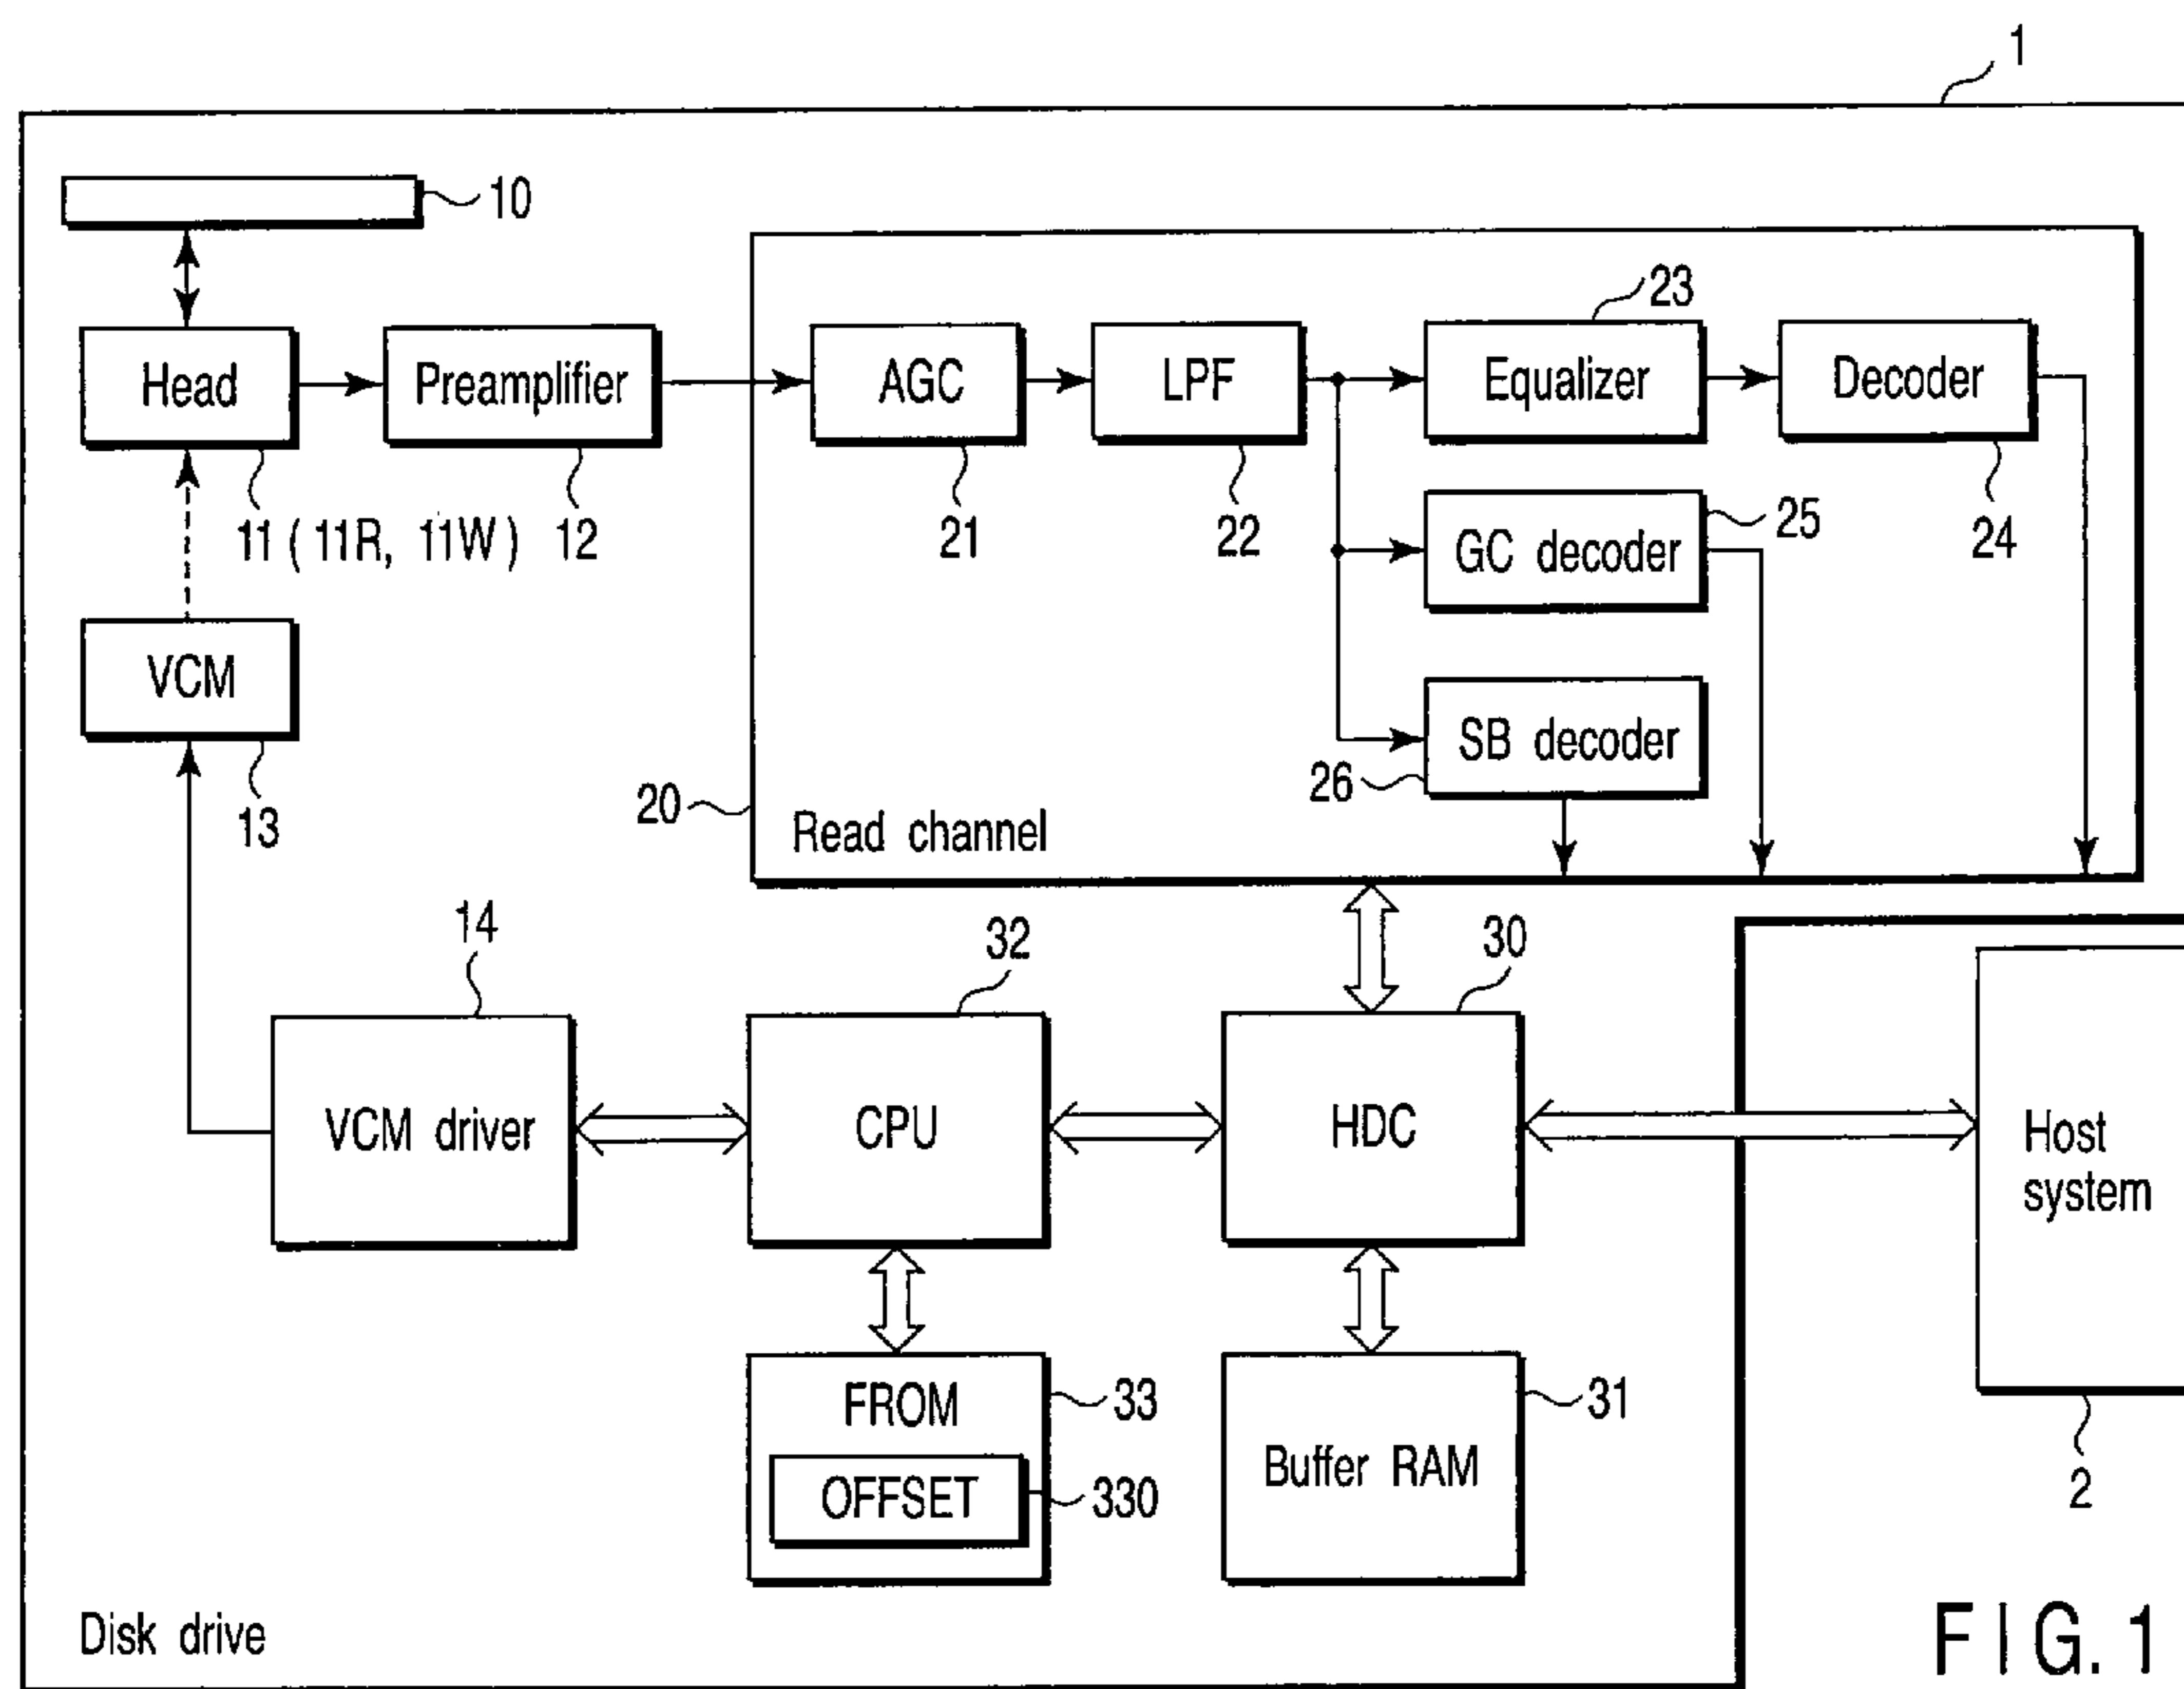 1
10
23
Head
Preamplifier
AGC
LPF
Equalizer
Decoder
11 ( 11R, 11W )
12
21
22
25
24
GC decoder
VCM
SB decoder
26
13
20
Read channel
14
32
30
VCM driver
CPU
HDC
Host
system
FROM
33
31
OFFSET
330
Buffer RAM
2
Disk drive
FIG. 1